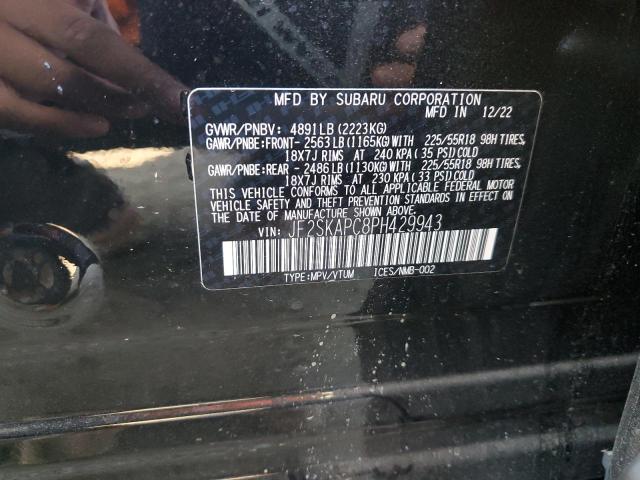 MFD BY SUBARU CORPORATION
MFD IN 12/22
GVWR/PNBV: 4891LB(2223KG)
GAWR/PNBE:FRONT- 2563LB(1165KG)WITH 225/55R18 98H TIRES,
18X7J RIMS AT 240 KPA(35 PSI)COLD
GAWR/PNBE:REAR - 2486LB(1130KG)WITH 225/55R18 98H TIRES,
18X7J RIMS AT 230 KPA(33 PSI)COLD
THIS VEHICLE CONFORMS TO ALL APPLICABLE FEDERAL MOTOR
VEHICLE SAFETY AND THEFT PREVENTION STANDARDS IN EFFECT ON
THE DATE OF MANUFACTURE SHOWN ABOVE.
VIN: JF2SKAPC8PH429943
TYPE:MPV/VTUM ICES/NMB-002